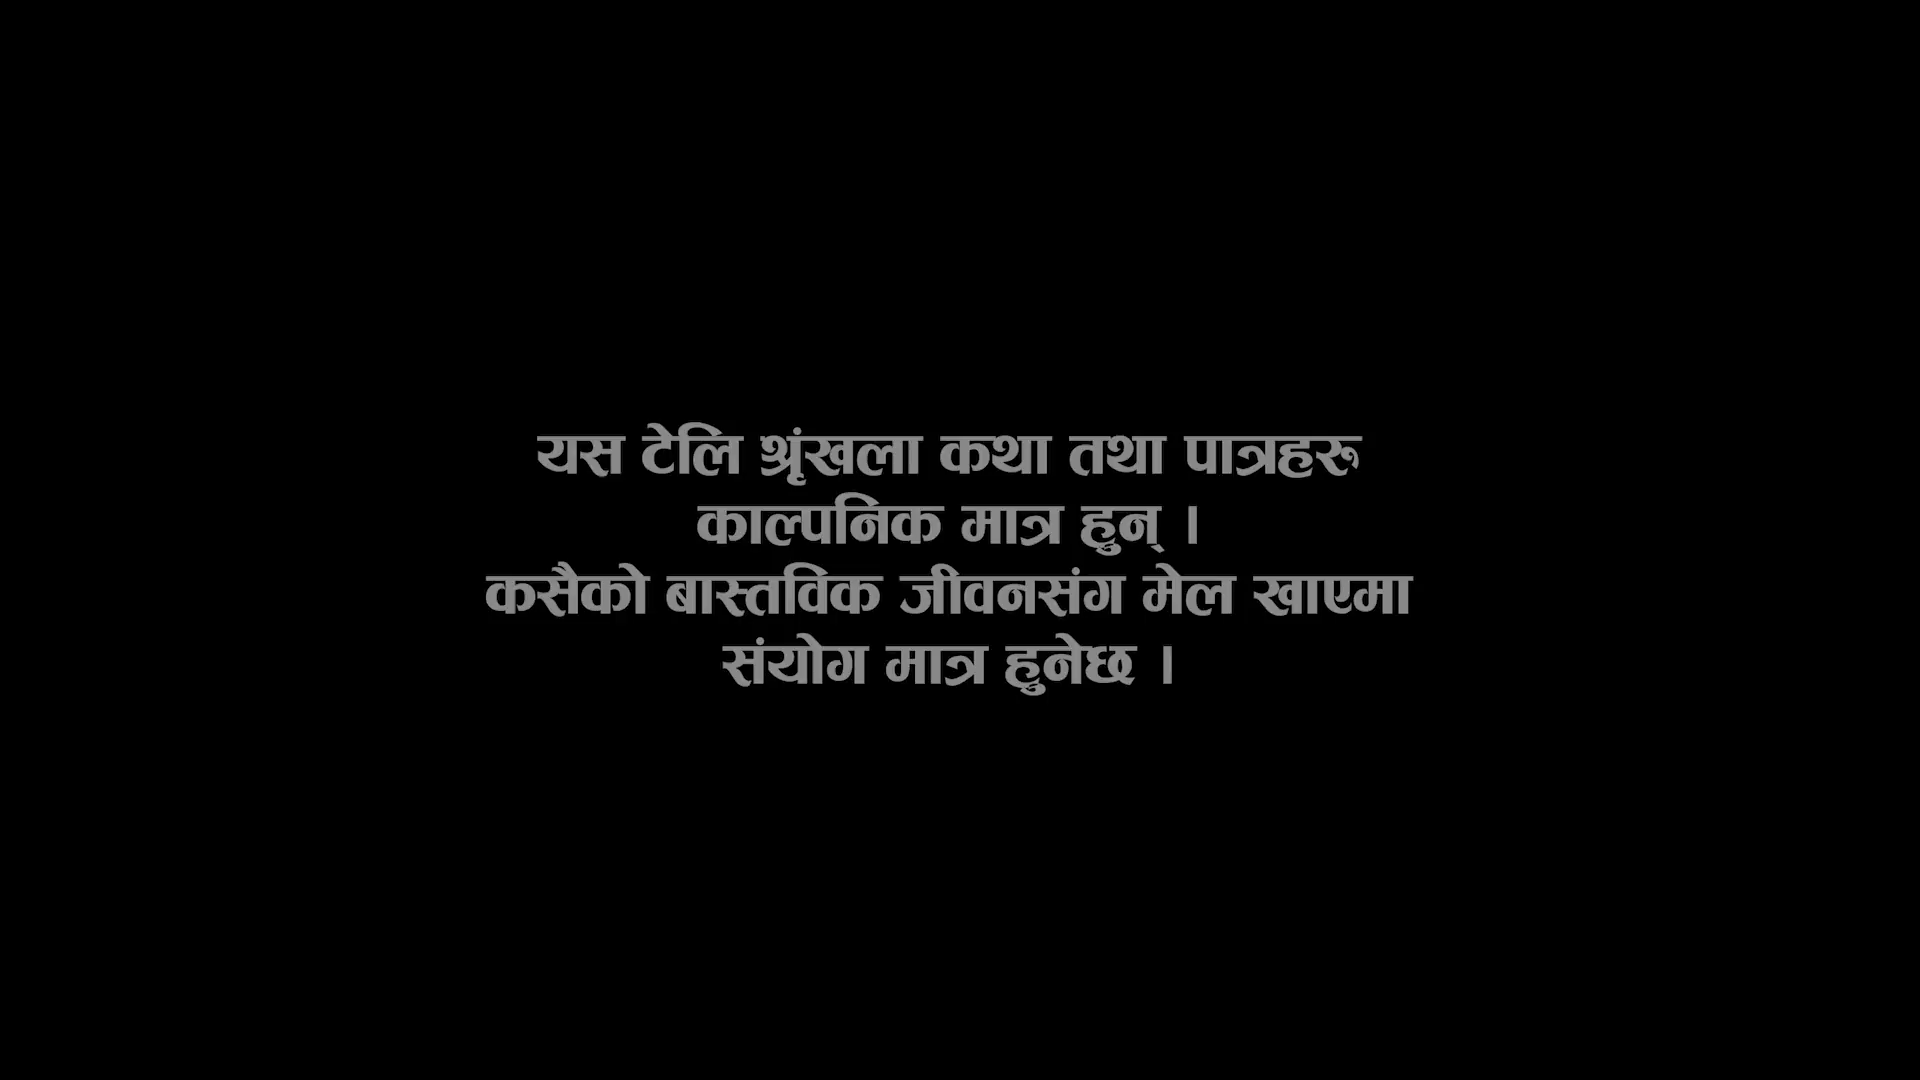 यस टेलि श्रृंखला कथा तथा पात्रहरु
काल्पनिक मात्र हुन् ।
कसैको बास्तविक जीवनसंग मेल खाएमा
संयोग मात्र हुनेछ ।